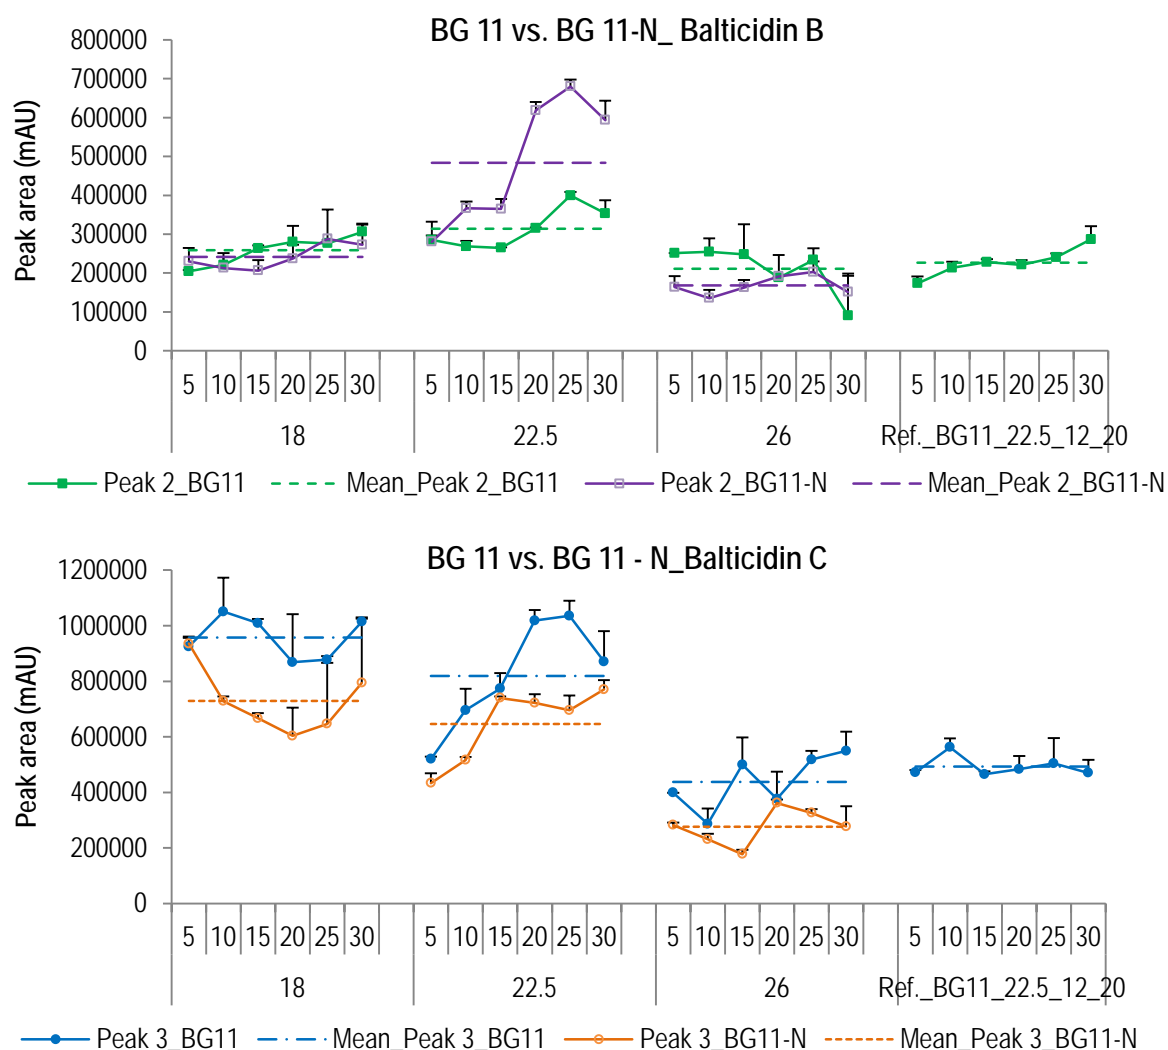 BG 11 vs. BG 11-N_ Balticidin B
Peak area (mAU)
800000
700000
600000
500000
400000
300000
200000
100000
0
5 10 15 20 25 30 5 10 15 20 25 30 5 10 15 20 25 30 5 10 15 20 25 30
18 22.5 26 Ref._BG11_22.5_12_20
Peak 2_BG11 Mean_Peak 2_BG11 Peak 2_BG11-N Mean_Peak 2_BG11-N
BG 11 vs. BG 11 - N_Balticidin C
Peak area (mAU)
1200000
1000000
800000
600000
400000
200000
0
5 10 15 20 25 30 5 10 15 20 25 30 5 10 15 20 25 30 5 10 15 20 25 30
18 22.5 26 Ref._BG11_22.5_12_20
Peak 3_BG11 Mean_Peak 3_BG11 Peak 3_BG11-N Mean_Peak 3_BG11-N